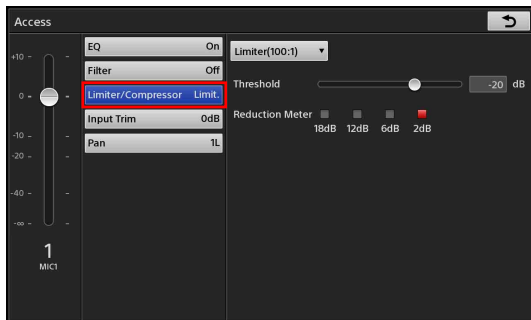 Access
+10 -
0 -
-10 -
-20 -
-40 -
-∞ -
1
MIC1
EQ On
Filter Off
Limiter/Compressor Limit.
Input Trim 0dB
Pan 1L
Limiter(100:1)
Threshold -20 dB
Reduction Meter
18dB 12dB 6dB 2dB